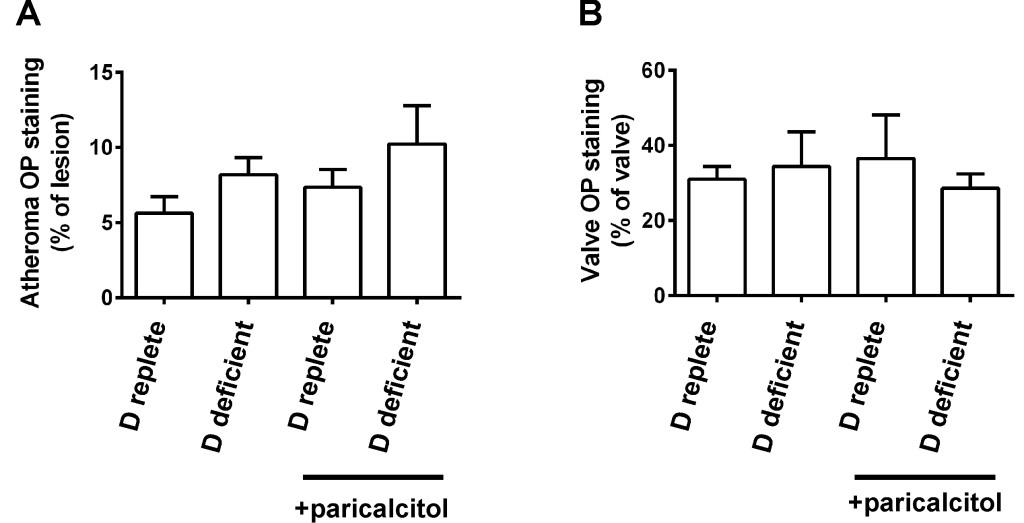 A
Atheroma OP staining
(% of lesion)
15
10
5
0
D replete
D deficient
D replete
D deficient
+paricalcitol
B
Valve OP staining
(% of valve)
60
40
20
0
D replete
D deficient
D replete
D deficient
+paricalcitol